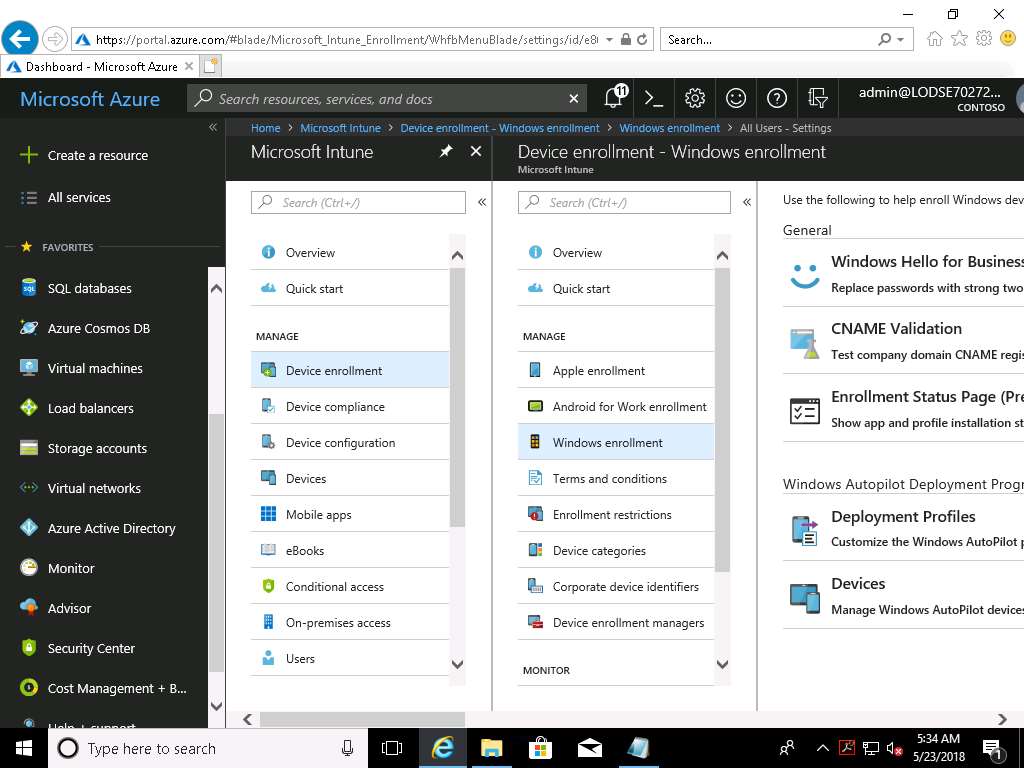 https://portal.azure.com/#blade/Microsoft_Intune_Enrollment/WhfbMenuBlade/settings/id/e8
Search...
Dashboard - Microsoft Azure
Microsoft Azure
Search resources, services, and docs
11
admin@LODSE70272...
CONTOSO
Home > Microsoft Intune > Device enrollment - Windows enrollment > Windows enrollment > All Users - Settings
Create a resource
All services
FAVORITES
SQL databases
Azure Cosmos DB
Virtual machines
Load balancers
Storage accounts
Virtual networks
Azure Active Directory
Monitor
Advisor
Security Center
Cost Management + B...
Help + support
Microsoft Intune
Search (Ctrl+/)
Overview
Quick start
MANAGE
Device enrollment
Device compliance
Device configuration
Devices
Mobile apps
eBooks
Conditional access
On-premises access
Users
Device enrollment - Windows enrollment
Microsoft Intune
Search (Ctrl+/)
Overview
Quick start
MANAGE
Apple enrollment
Android for Work enrollment
Windows enrollment
Terms and conditions
Enrollment restrictions
Device categories
Corporate device identifiers
Device enrollment managers
MONITOR
Use the following to help enroll Windows dev
General
Windows Hello for Business
Replace passwords with strong two
CNAME Validation
Test company domain CNAME regis
Enrollment Status Page (Pre
Show app and profile installation st
Windows Autopilot Deployment Progr
Deployment Profiles
Customize the Windows AutoPilot p
Devices
Manage Windows AutoPilot devices
Type here to search
5:34 AM
5/23/2018
1